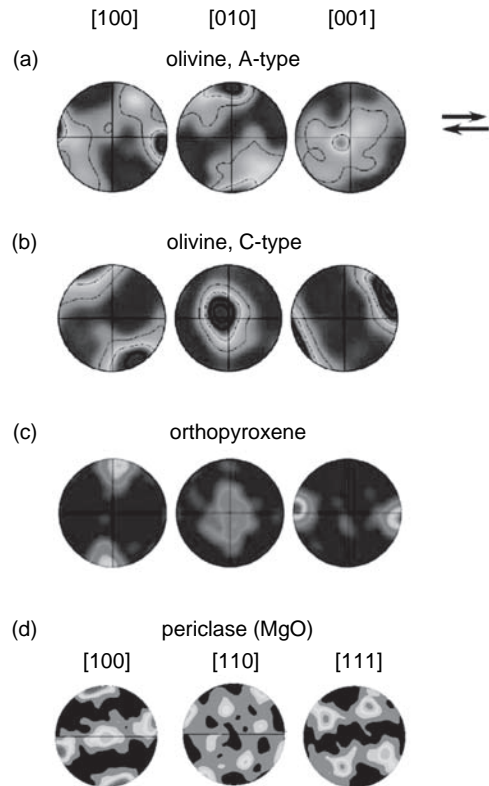 [100] [010] [001]
(a) olivine, A-type
(b) olivine, C-type
(c) orthopyroxene
(d) periclase (MgO)
[100] [110] [111]